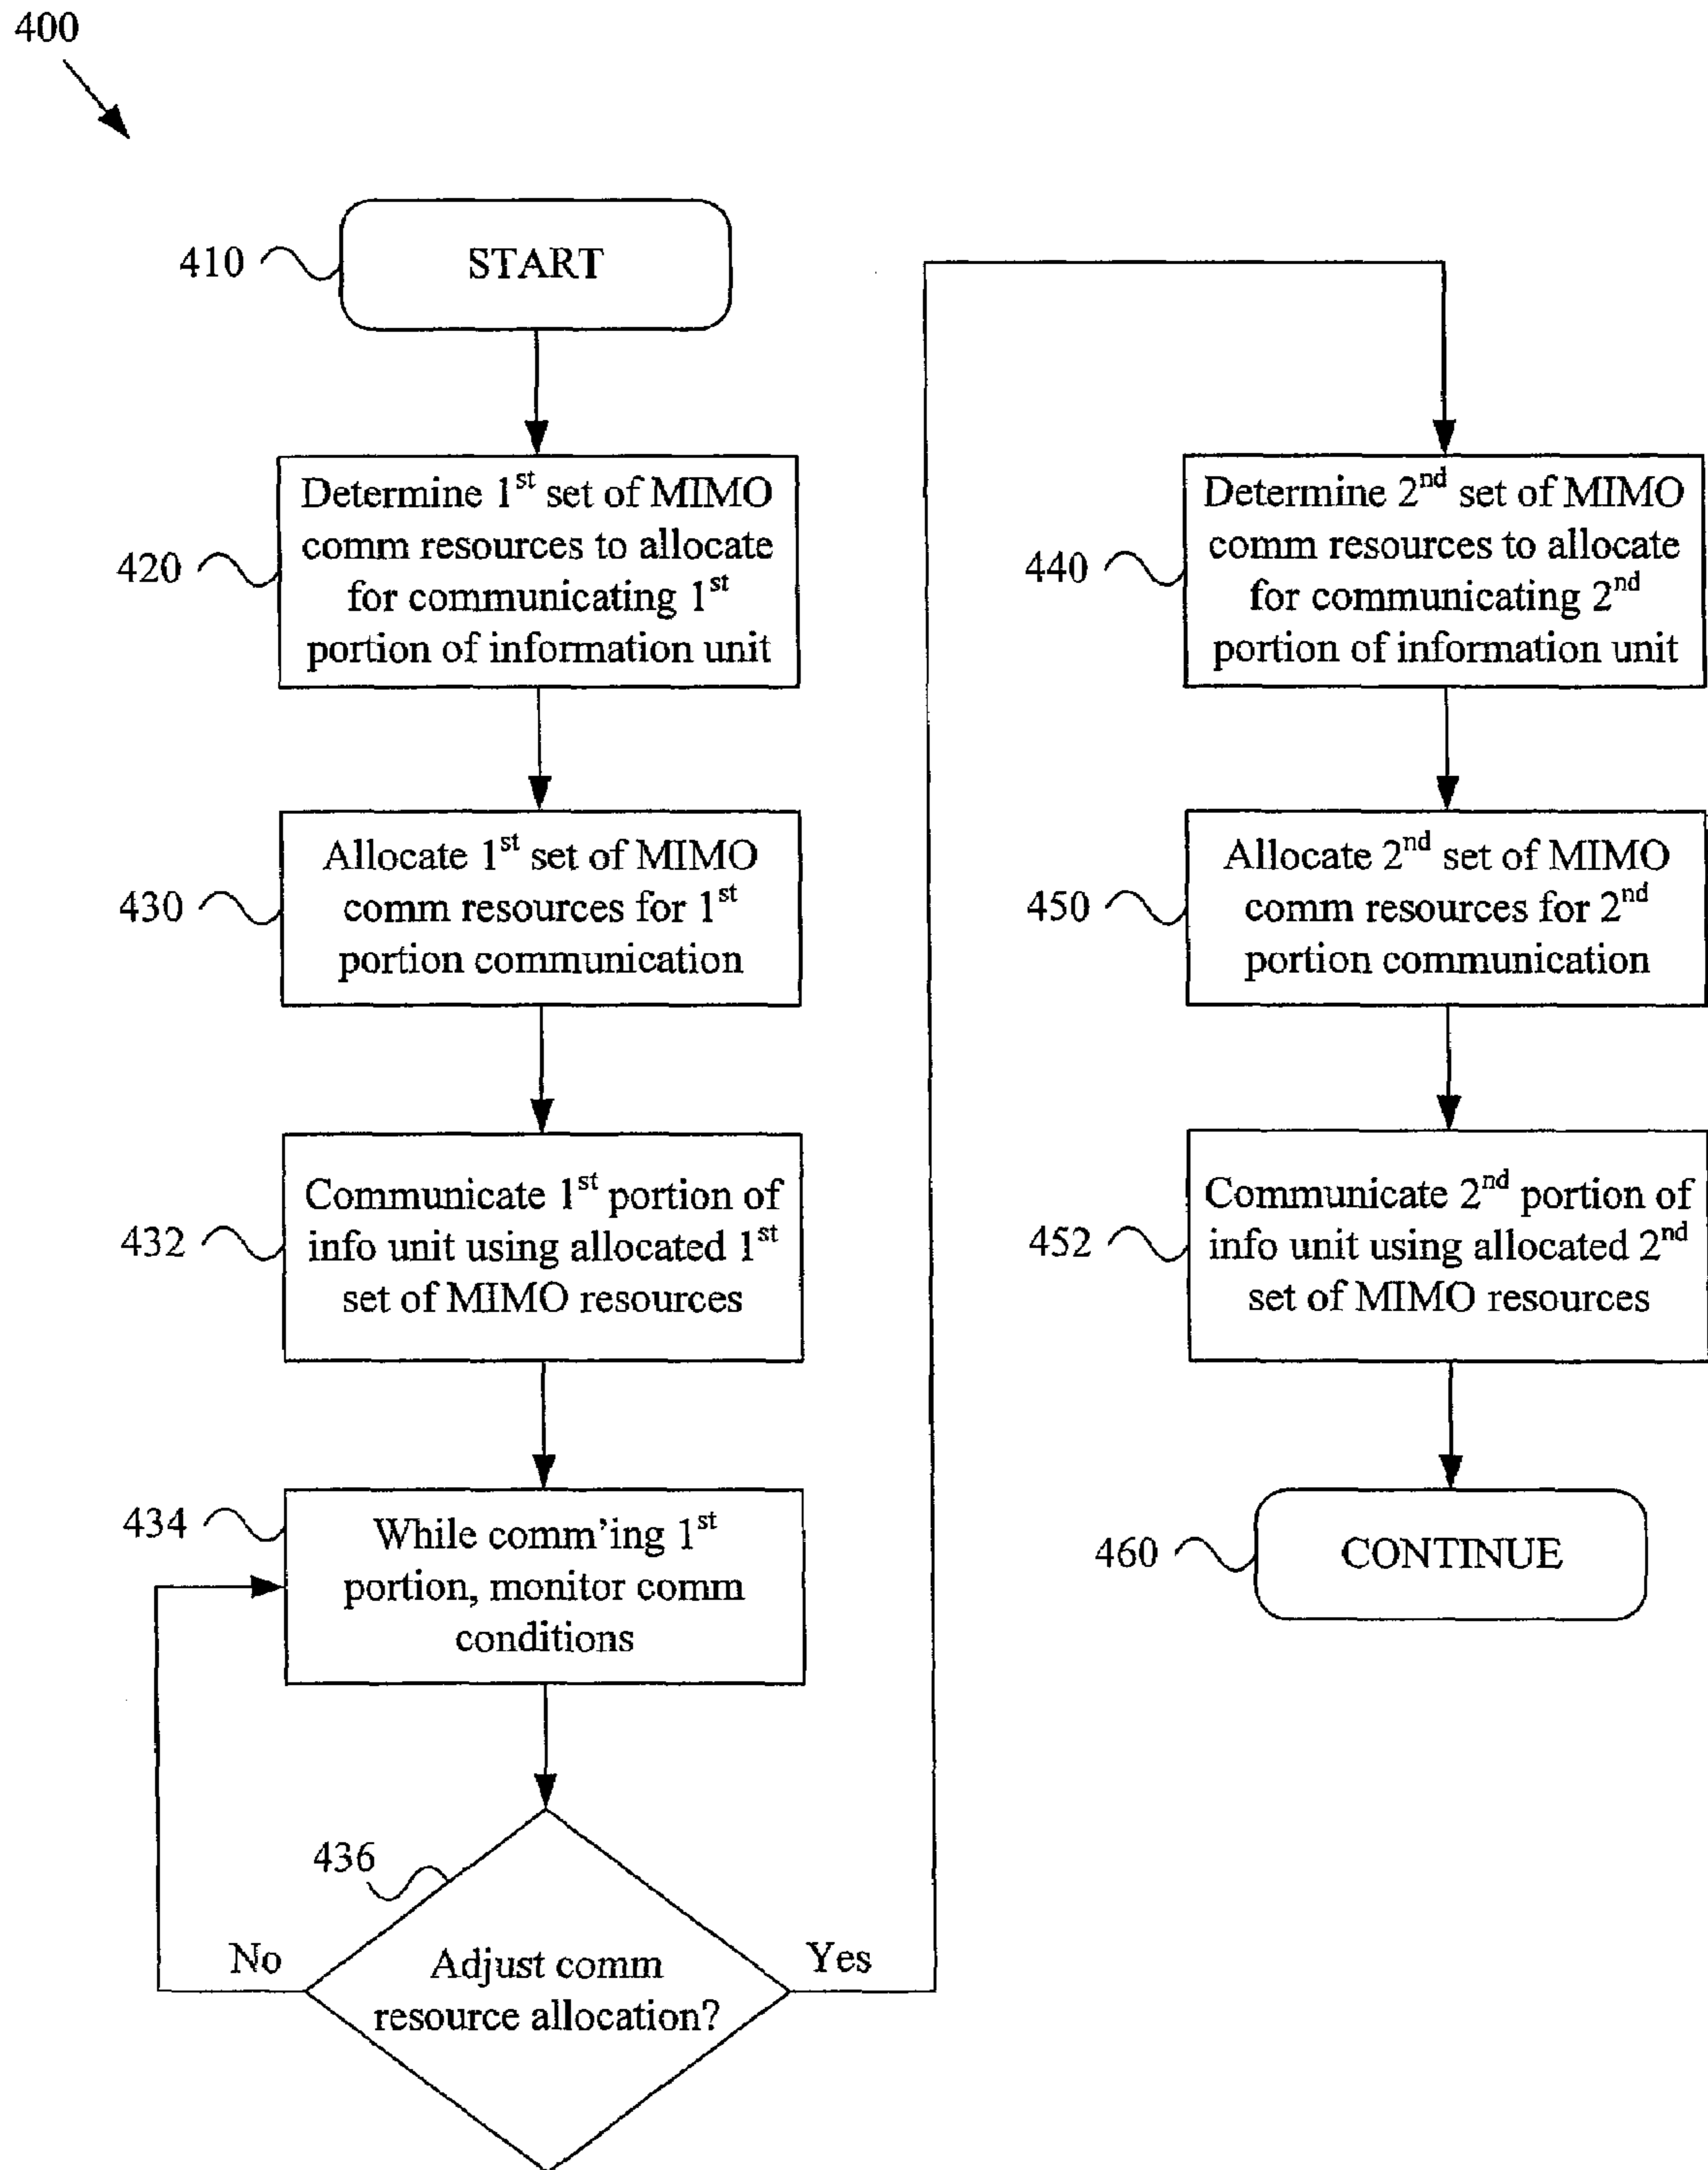 400
410
START
420
Determine 1st set of MIMO
comm resources to allocate
for communicating 1st
portion of information unit
430
Allocate 1st set of MIMO
comm resources for 1st
portion communication
432
Communicate 1st portion of
info unit using allocated 1st
set of MIMO resources
434
While comm'ing 1st
portion, monitor comm
conditions
436
No
Adjust comm
resource allocation?
Yes
440
Determine 2nd set of MIMO
comm resources to allocate
for communicating 2nd
portion of information unit
450
Allocate 2nd set of MIMO
comm resources for 2nd
portion communication
452
Communicate 2nd portion of
info unit using allocated 2nd
set of MIMO resources
460
CONTINUE